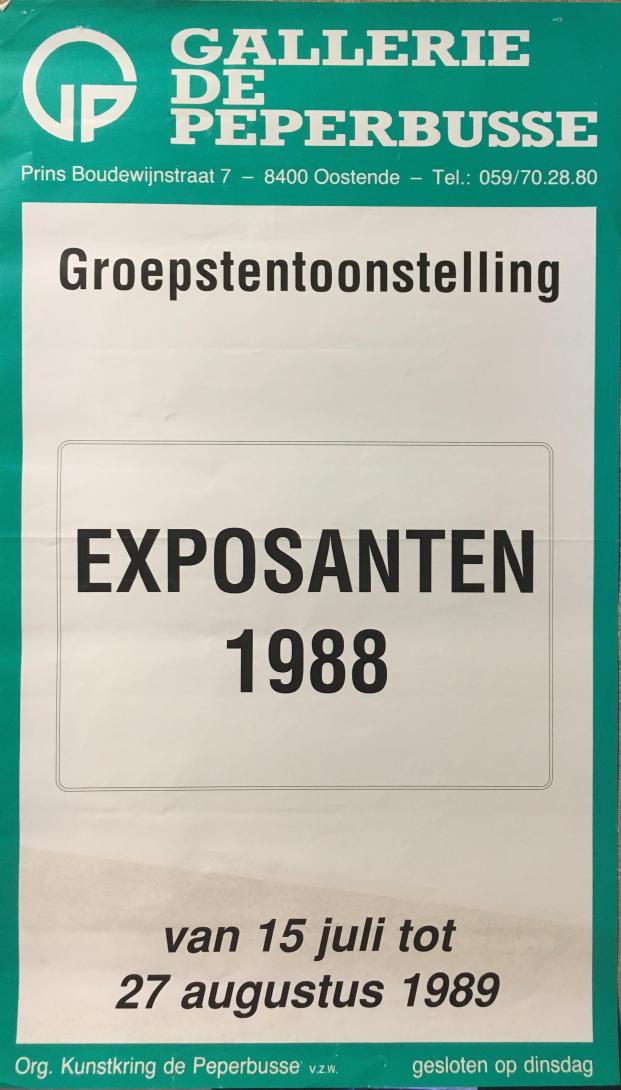 GALLERIE
DE
PEPERBUSSE
Prins Boudewijnstraat 7 – 8400 Oostende – Tel.: 059/70.28.80
Groepstentoonstelling
EXPOSANTEN
1988
van 15 juli tot
27 augustus 1989
Org. Kunstkring de Peperbusse v.z.w. gesloten op dinsdag